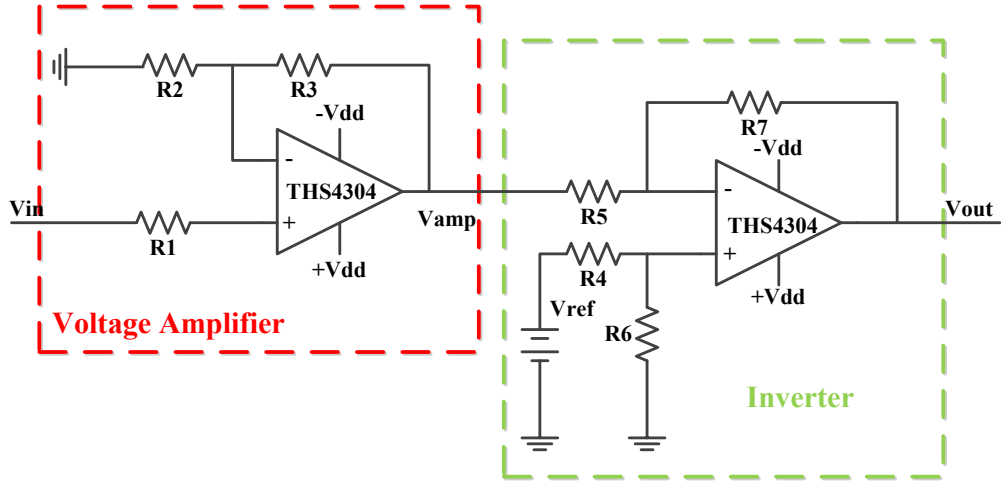 R2
R3
-Vdd
-
THS4304
+
Vin
R1
+Vdd
Vamp
Voltage Amplifier
R7
-Vdd
-
THS4304
+
R5
R4
Vref
R6
+Vdd
Vout
Inverter